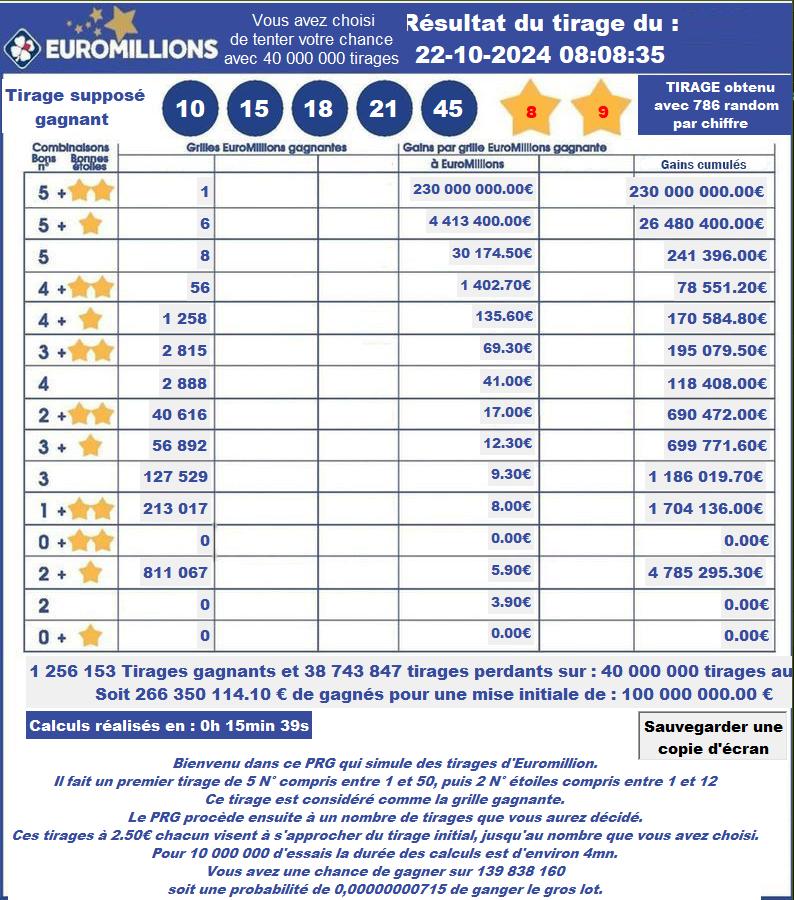 EUROMILLIONS
Vous avez choisi
de tenter votre chance
avec 40 000 000 tirages
Résultat du tirage du :
22-10-2024 08:08:35
Tirage supposé
gagnant
10 15 18 21 45 8 9
TIRAGE obtenu
avec 786 random
par chiffre
Combinaisons
Bons n° Bonnes étoiles
Grilles EuroMillions gagnantes
Gains par grille EuroMillions gagnante
à EuroMillions
Gains cumulés
5 + 1 230 000 000.00€ 230 000 000.00€
5 + 6 4 413 400.00€ 26 480 400.00€
5 8 30 174.50€ 241 396.00€
4 + 56 1 402.70€ 78 551.20€
4 + 1 258 135.60€ 170 584.80€
3 + 2 815 69.30€ 195 079.50€
4 2 888 41.00€ 118 408.00€
2 + 40 616 17.00€ 690 472.00€
3 + 56 892 12.30€ 699 771.60€
3 127 529 9.30€ 1 186 019.70€
1 + 213 017 8.00€ 1 704 136.00€
0 + 0 0.00€ 0.00€
2 + 811 067 5.90€ 4 785 295.30€
2 0 3.90€ 0.00€
0 + 0 0.00€ 0.00€
1 256 153 Tirages gagnants et 38 743 847 tirages perdants sur : 40 000 000 tirages au
Soit 266 350 114.10 € de gagnés pour une mise initiale de : 100 000 000.00 €
Calculs réalisés en : 0h 15min 39s
Sauvegarder une
copie d'écran
Bienvenu dans ce PRG qui simule des tirages d'Euromillion.
Il fait un premier tirage de 5 N° compris entre 1 et 50, puis 2 N° étoiles compris entre 1 et 12
Ce tirage est considéré comme la grille gagnante.
Le PRG procède ensuite à un nombre de tirages que vous aurez décidé.
Ces tirages à 2.50€ chacun visent à s'approcher du tirage initial, jusqu'au nombre que vous avez choisi.
Pour 10 000 000 d'essais la durée des calculs est d'environ 4mn.
Vous avez une chance de gagner sur 139 838 160
soit une probabilité de 0,00000000715 de ganger le gros lot.